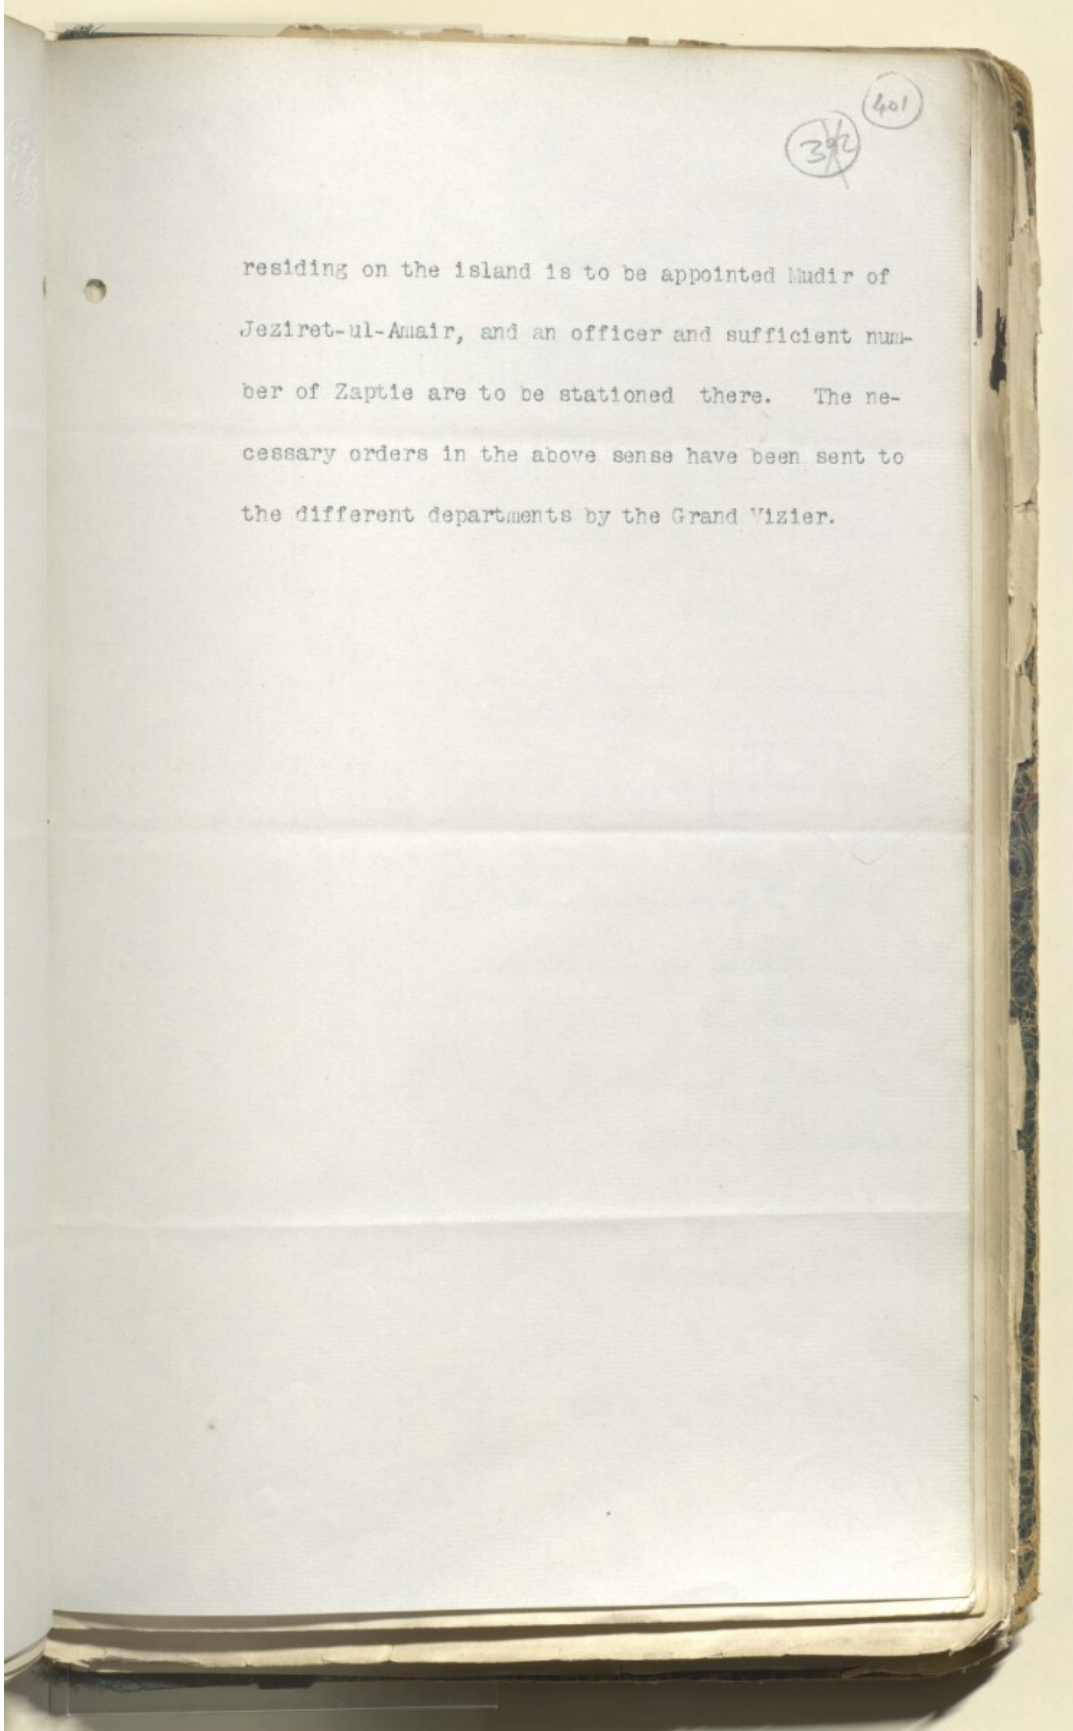 401
392
residing on the island is to be appointed Mudir of
Jeziret-ul-Amair, and an officer and sufficient num-
ber of Zaptie are to be stationed there. The ne-
cessary orders in the above sense have been sent to
the different departments by the Grand Vizier.